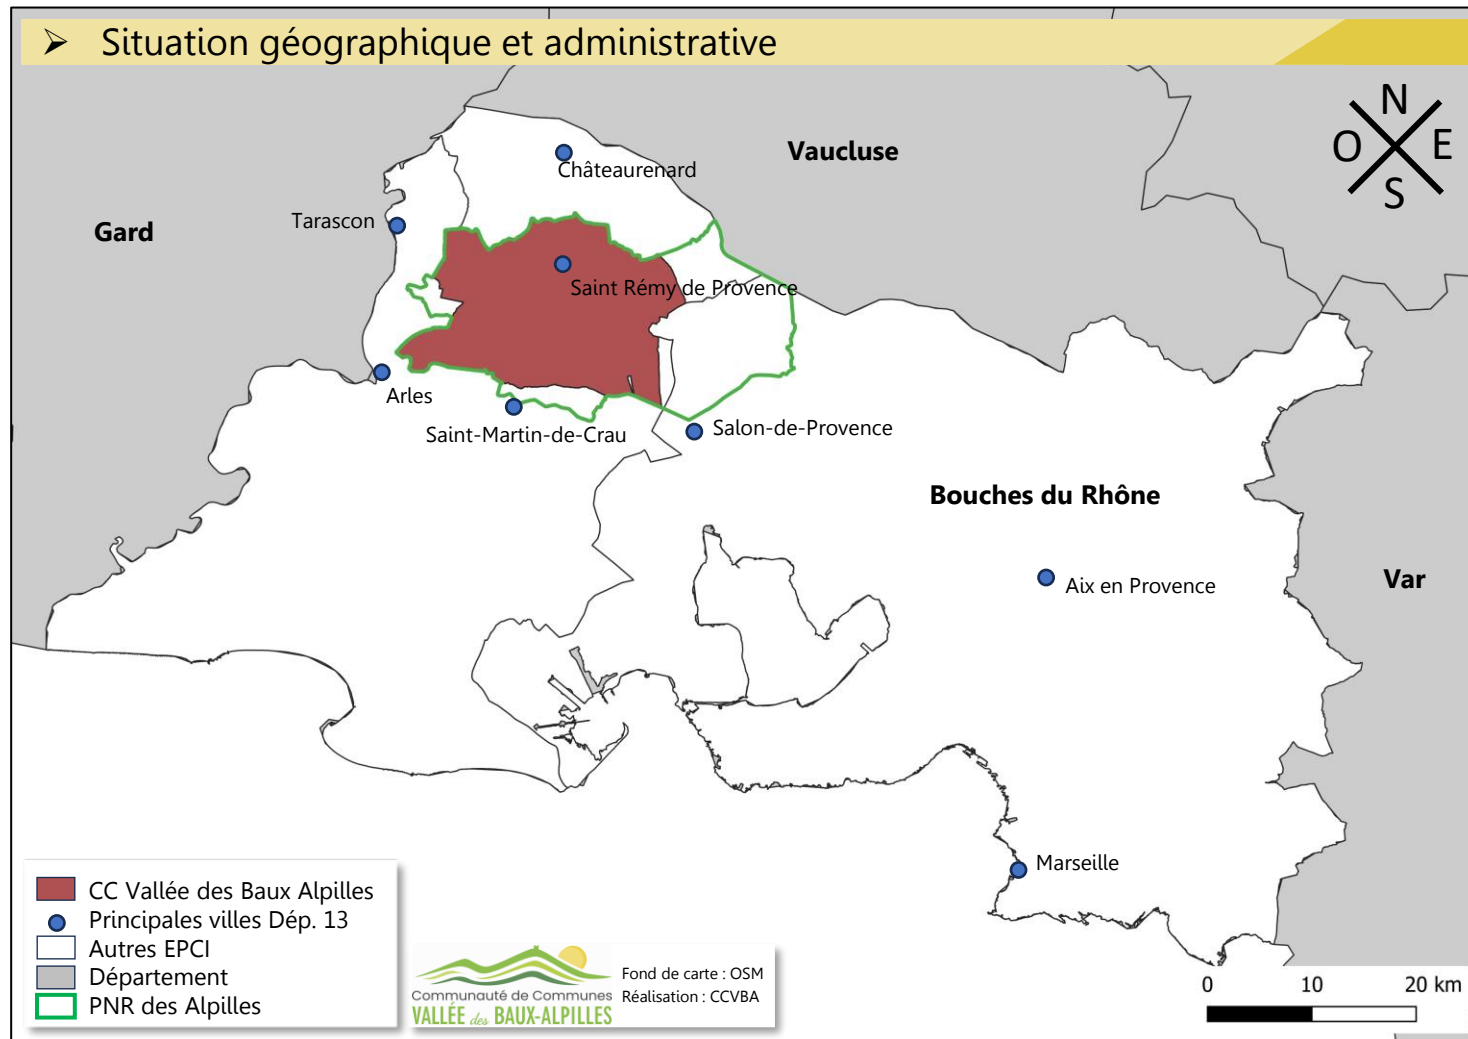 ➢ Situation géographique et administrative
N
O E
S
Vaucluse
Châteaurenard
Gard
Tarascon
Saint Rémy de Provence
Arles
Saint-Martin-de-Crau
Salon-de-Provence
Bouches du Rhône
Aix en Provence
Var
Marseille
CC Vallée des Baux Alpilles
Principales villes Dép. 13
Autres EPCI
Département
PNR des Alpilles
Communauté de Communes
VALLÉE des BAUX-ALPILLES
Fond de carte : OSM
Réalisation : CCVBA
0 10 20 km